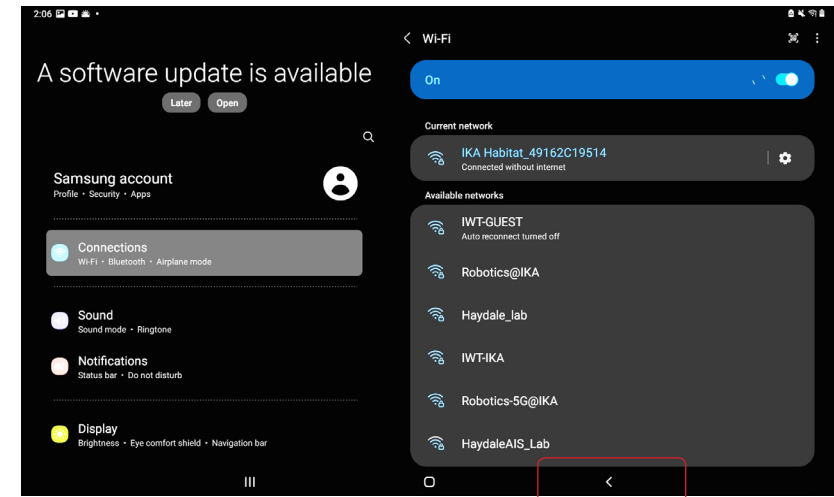 2:06
A software update is available
Later Open
Samsung account
Profile • Security • Apps
Connections
Wi-Fi • Bluetooth • Airplane mode
Sound
Sound mode • Ringtone
Notifications
Status bar • Do not disturb
Display
Brightness • Eye comfort shield • Navigation bar
Wi-Fi
On
Current network
IKA Habitat_49162C19514
Connected without internet
Available networks
IWT-GUEST
Auto reconnect turned off
Robotics@IKA
Haydale_lab
IWT-IKA
Robotics-5G@IKA
HaydaleAIS_Lab